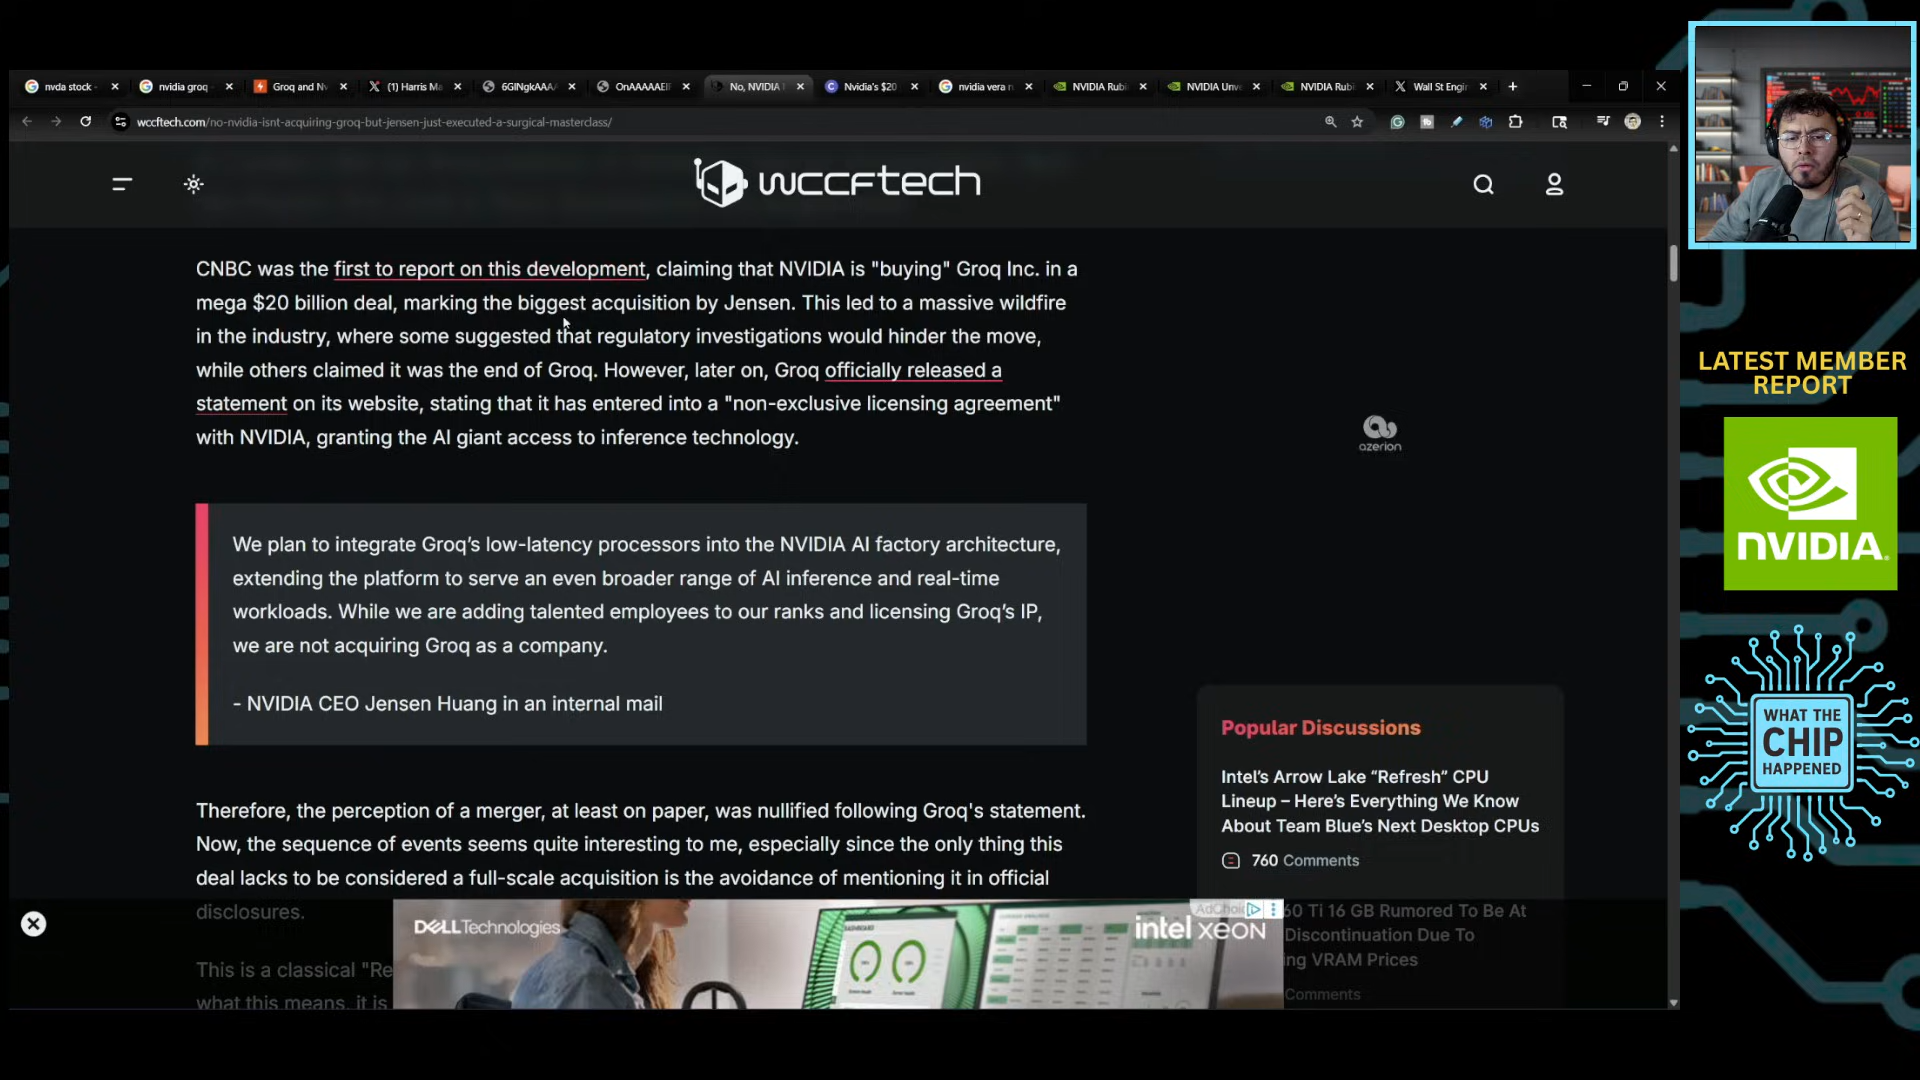 nvda stock
nvidia groq
Groq and Nv
(1) Harris Ma
6GlNgkAAA
OnAAAAAEIF
No, NVIDIA
Nvidia's $20
nvidia vera r
NVIDIA Rub
NVIDIA Unv
NVIDIA Rub
Wall St Engi
wccftech.com/no-nvidia-isnt-acquiring-groq-but-jensen-just-executed-a-surgical-masterclass/
wccftech
CNBC was the first to report on this development, claiming that NVIDIA is "buying" Groq Inc. in a
mega $20 billion deal, marking the biggest acquisition by Jensen. This led to a massive wildfire
in the industry, where some suggested that regulatory investigations would hinder the move,
while others claimed it was the end of Groq. However, later on, Groq officially released a
statement on its website, stating that it has entered into a "non-exclusive licensing agreement"
with NVIDIA, granting the AI giant access to inference technology.
We plan to integrate Groq's low-latency processors into the NVIDIA AI factory architecture,
extending the platform to serve an even broader range of AI inference and real-time
workloads. While we are adding talented employees to our ranks and licensing Groq's IP,
we are not acquiring Groq as a company.
- NVIDIA CEO Jensen Huang in an internal mail
Therefore, the perception of a merger, at least on paper, was nullified following Groq's statement.
Now, the sequence of events seems quite interesting to me, especially since the only thing this
deal lacks to be considered a full-scale acquisition is the avoidance of mentioning it in official
disclosures.
This is a classical "Re
what this means, it is
DELL Technologies
intel XEON
AdChoic
azerion
Popular Discussions
Intel's Arrow Lake "Refresh" CPU
Lineup – Here's Everything We Know
About Team Blue's Next Desktop CPUs
760 Comments
60 Ti 16 GB Rumored To Be At
Discontinuation Due To
ing VRAM Prices
Comments
LATEST MEMBER
REPORT
NVIDIA.
WHAT THE
CHIP
HAPPENED